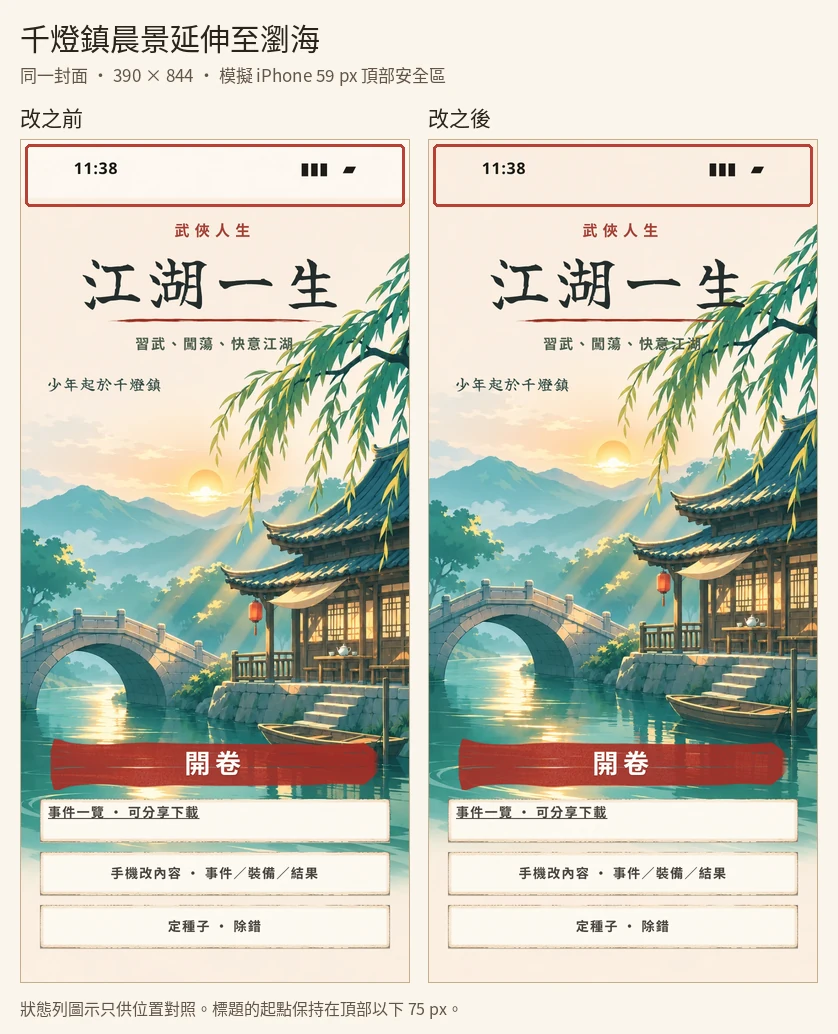 千燈鎮晨景延伸至瀏海
同一封面 · 390 × 844 · 模擬 iPhone 59 px 頂部安全區
改之前
11:38
武俠人生
江湖一生
習武、闖蕩、快意江湖
少年起於千燈鎮
開卷
事件一覽 · 可分享下載
手機改內容 · 事件／裝備／結果
定種子 · 除錯
改之後
11:38
武俠人生
江湖一生
習武、闖蕩、快意江湖
少年起於千燈鎮
開卷
事件一覽 · 可分享下載
手機改內容 · 事件／裝備／結果
定種子 · 除錯
狀態列圖示只供位置對照。標題的起點保持在頂部以下 75 px。